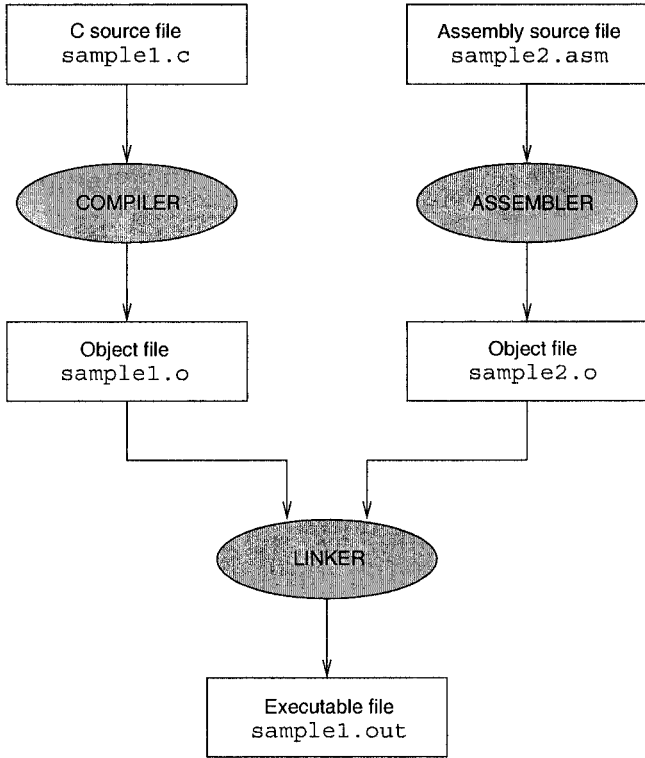 C source file
sample1.c
Assembly source file
sample2.asm
COMPILER
ASSEMBLER
Object file
sample1.o
Object file
sample2.o
LINKER
Executable file
sample1.out